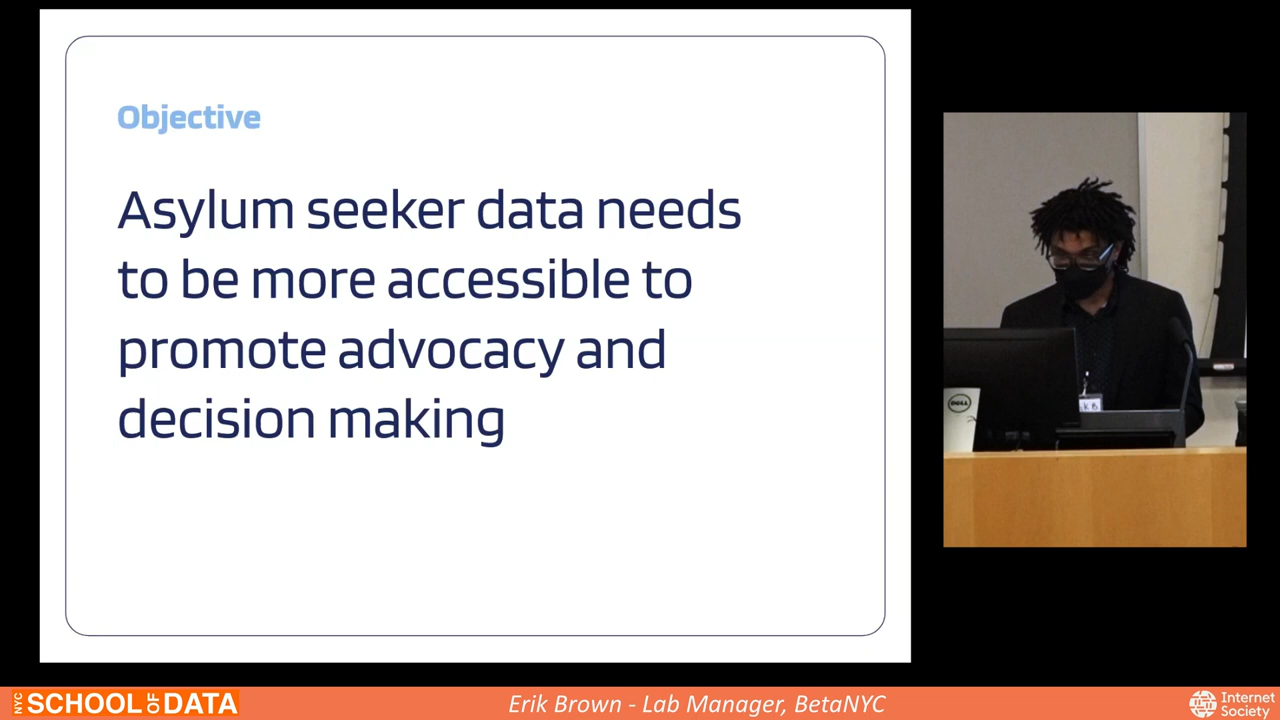 Objective
Asylum seeker data needs
to be more accessible to
promote advocacy and
decision making
DELL
NYC SCHOOL OF DATA
Erik Brown - Lab Manager, BetaNYC
Internet
Society